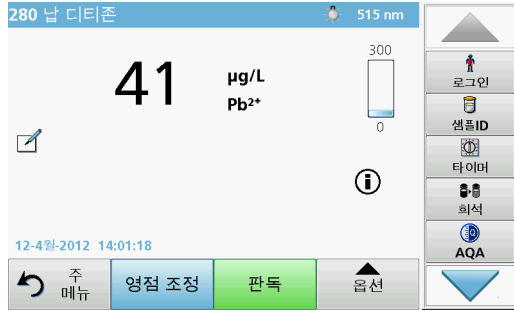 280 납 디티존
515 nm
300
41
µg/L
Pb²⁺
0
12-4월-2012 14:01:18
주
메뉴
영점 조정
판독
옵션
로그인
샘플ID
타이머
희석
AQA